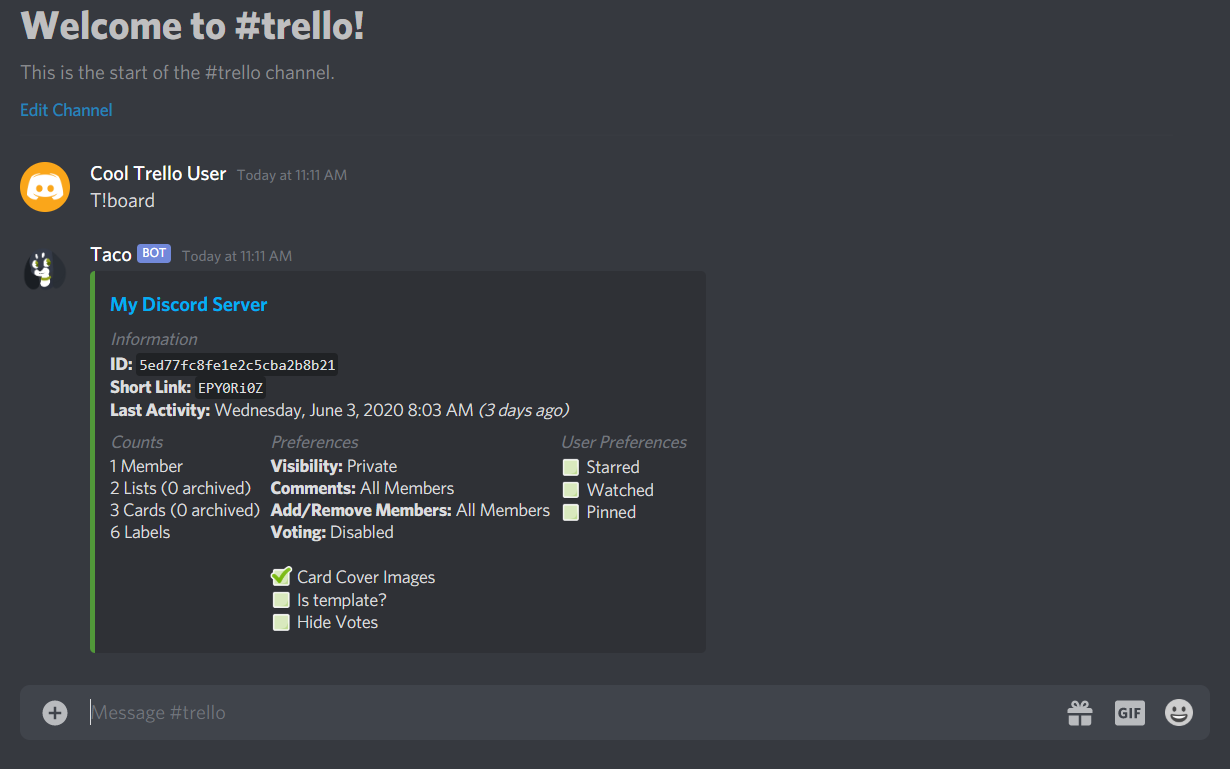 Welcome to #trello!
This is the start of the #trello channel.
Edit Channel
Cool Trello User Today at 11:11 AM
T!board
Taco BOT Today at 11:11 AM
My Discord Server
Information
ID: 5ed77fc8fe1e2c5cba2b8b21
Short Link: EPY0Ri0Z
Last Activity: Wednesday, June 3, 2020 8:03 AM (3 days ago)
Counts
1 Member
2 Lists (0 archived)
3 Cards (0 archived)
6 Labels
Preferences
Visibility: Private
Comments: All Members
Add/Remove Members: All Members
Voting: Disabled
Card Cover Images
Is template?
Hide Votes
User Preferences
Starred
Watched
Pinned
Message #trello
GIF